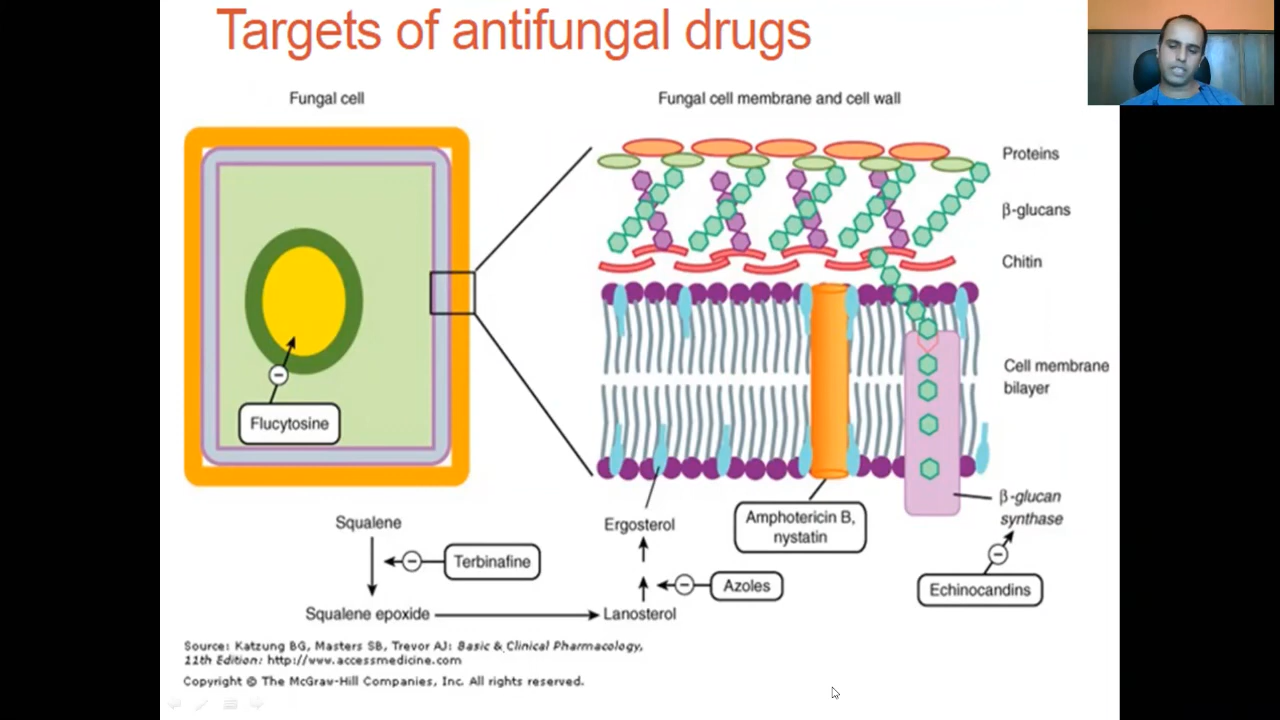 Targets of antifungal drugs
Fungal cell
Fungal cell membrane and cell wall
Proteins
β-glucans
Chitin
Cell membrane
bilayer
Flucytosine
β-glucan
synthase
Squalene
Ergosterol
Amphotericin B,
nystatin
Terbinafine
Azoles
Echinocandins
Squalene epoxide
Lanosterol
Source: Katzung BG, Masters SB, Trevor AJ: Basic & Clinical Pharmacology,
11th Edition: http://www.accessmedicine.com
Copyright © The McGraw-Hill Companies, Inc. All rights reserved.